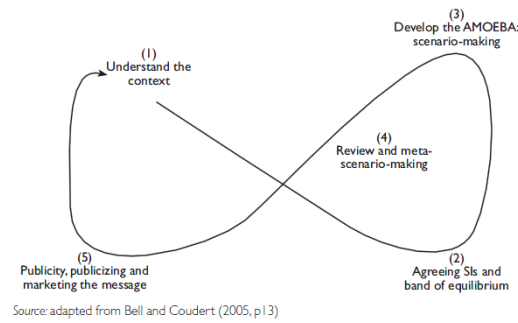 (1)
Understand the
context
(3)
Develop the AMOEBA:
scenario-making
(4)
Review and meta-
scenario-making
(5)
Publicity, publicizing and
marketing the message
(2)
Agreeing SIs and
band of equilibrium
Source: adapted from Bell and Coudert (2005, p13)